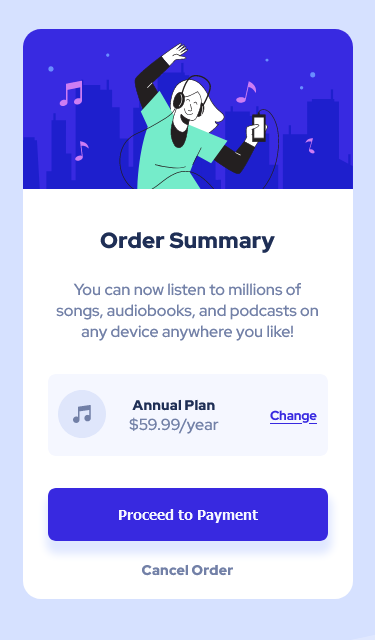 Order Summary
You can now listen to millions of
songs, audiobooks, and podcasts on
any device anywhere you like!
Annual Plan
$59.99/year
Change
Proceed to Payment
Cancel Order